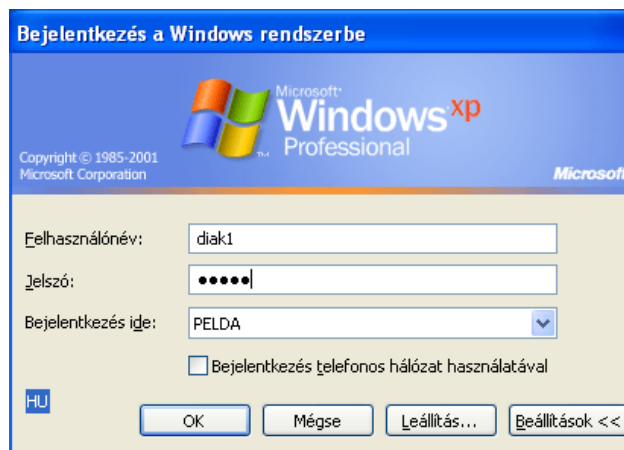 Bejelentkezés a Windows rendszerbe
Microsoft®
Windows xp
Professional
Copyright © 1985-2001
Microsoft Corporation
Microsoft
Felhasználónév: diak1
Jelszó: •••••
Bejelentkezés ide: PELDA
Bejelentkezés telefonos hálózat használatával
HU
OK Mégse Leállítás... Beállítások <<